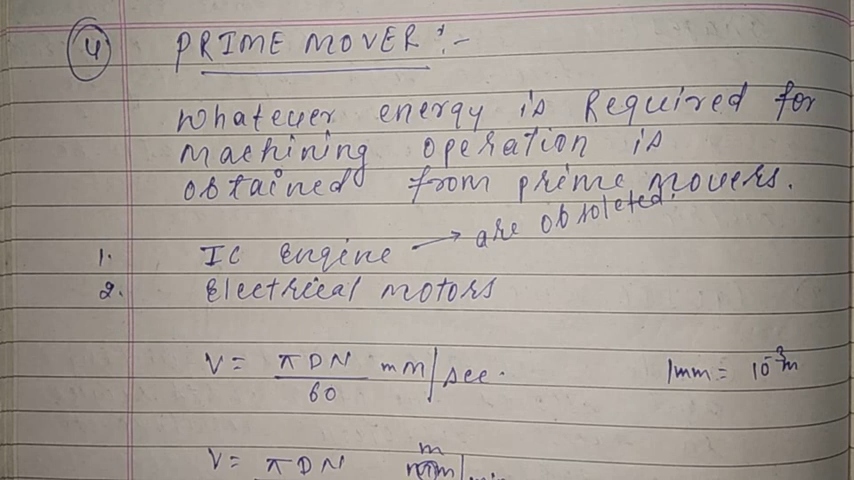 4 PRIME MOVER :-
Whatever energy is Required for
Machining operation is
obtained from prime movers.
1. IC Engine → are obsoleted.
2. Electrical motors
V = πDN/60 mm/sec. 1mm = 10⁻³m
V = πDN m